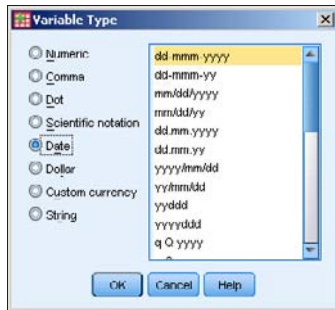 Variable Type
Numeric
Comma
Dot
Scientific notation
Date
Dollar
Custom currency
String
dd-mmm-yyyy
dd-mmm-yy
mm/dd/yyyy
mm/dd/yy
dd.mm.yyyy
dd.mm.yy
yyyy/mm/dd
yy/mm/dd
yyddd
yyyyddd
q Q yyyy
OK
Cancel
Help